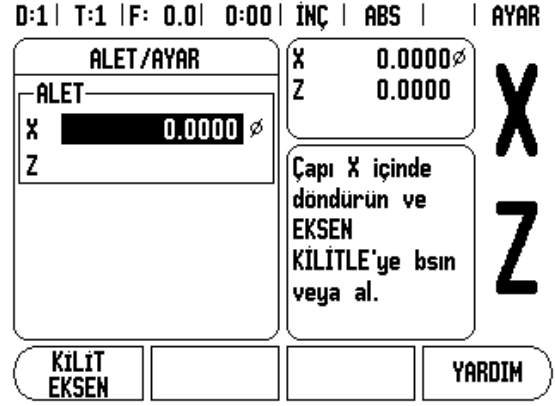 D:1 | T:1 | F: 0.0 | 0:00 | İNÇ | ABS | | AYAR
ALET/AYAR
ALET
X 0.0000 ⌀
Z
X 0.0000⌀
Z 0.0000
Çapı X içinde
döndürün ve
EKSEN
KİLİTLE'ye bsın
veya al.
X
Z
KİLİT
EKSEN
YARDIM